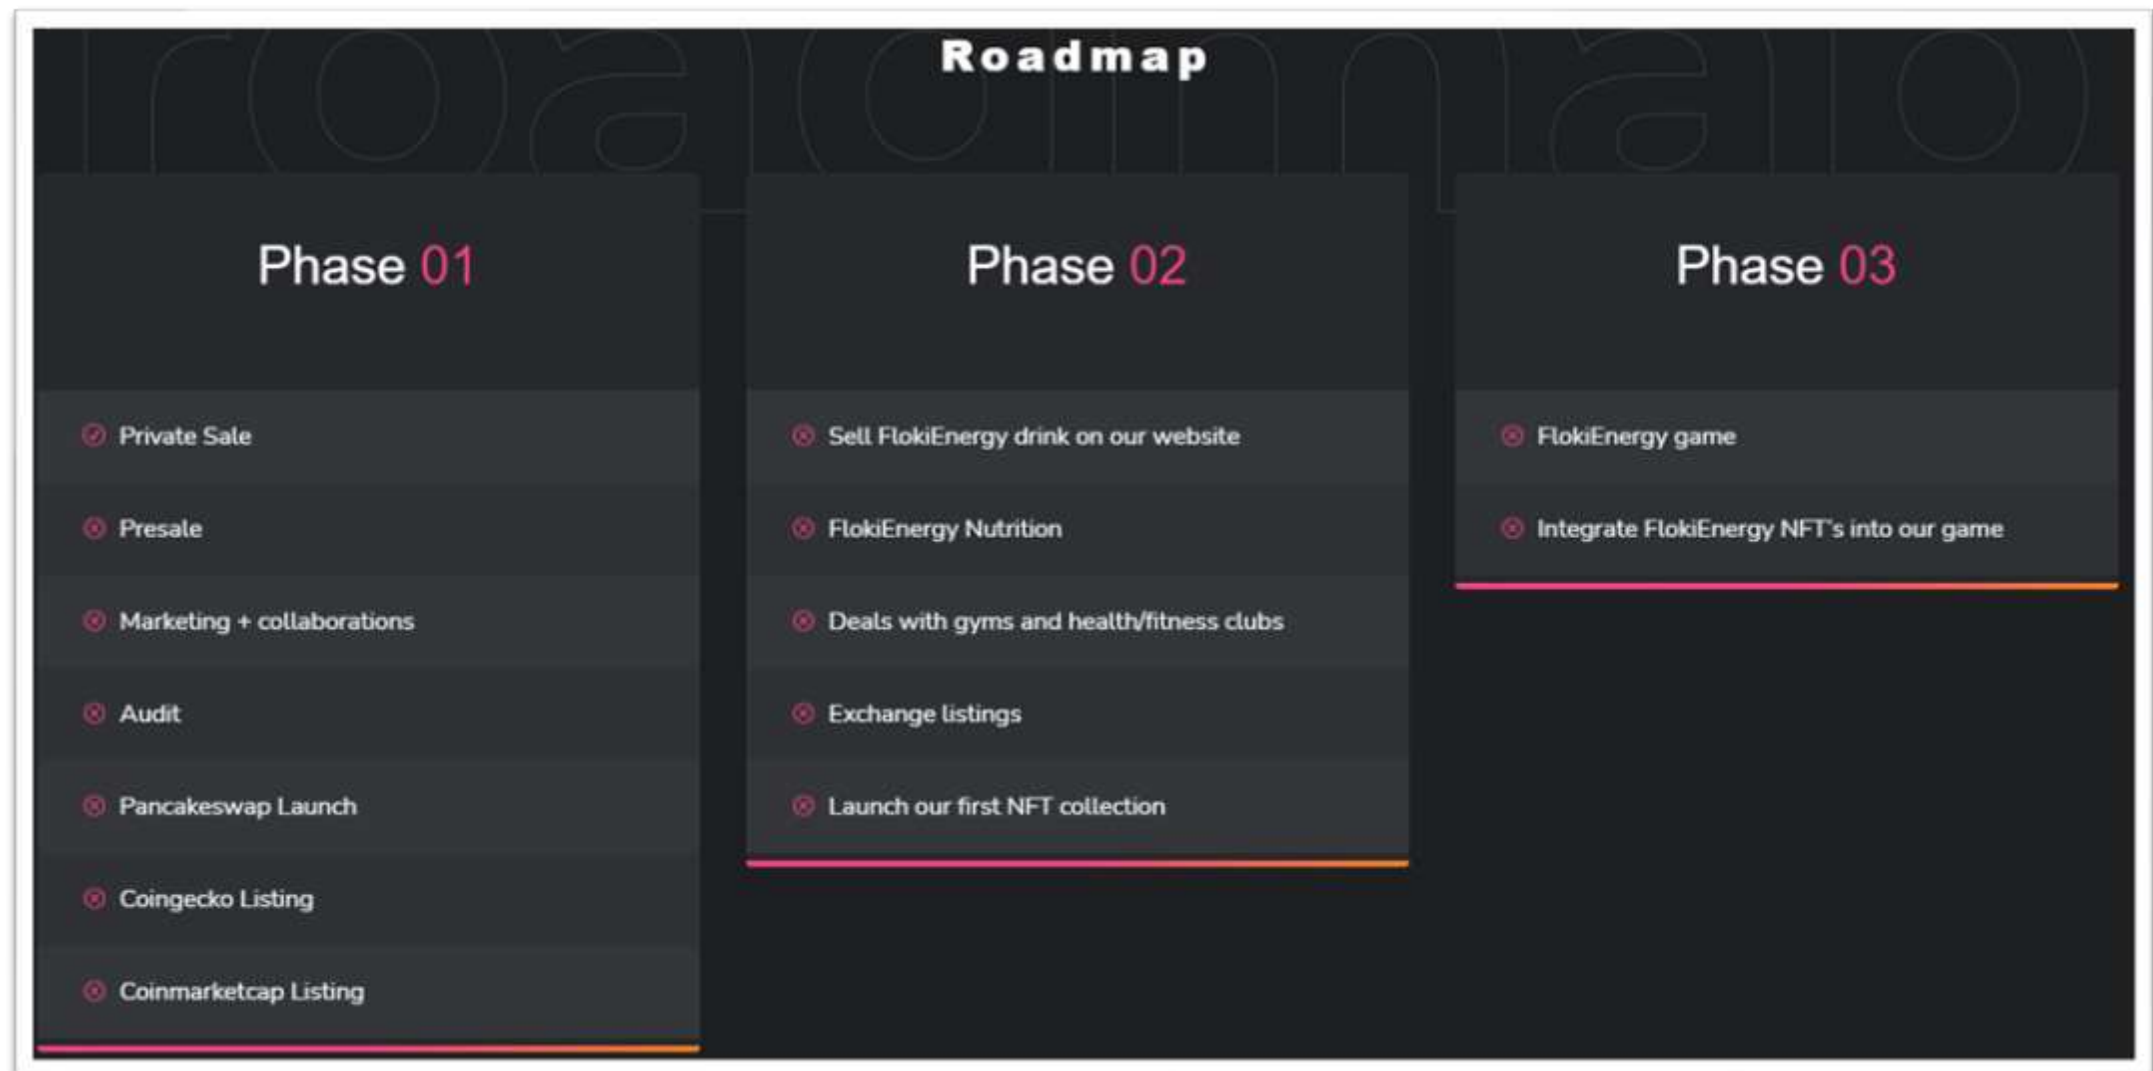 Roadmap
roadmap
Phase 01
Private Sale
Presale
Marketing + collaborations
Audit
Pancakeswap Launch
Coingecko Listing
Coinmarketcap Listing
Phase 02
Sell FlokiEnergy drink on our website
FlokiEnergy Nutrition
Deals with gyms and health/fitness clubs
Exchange listings
Launch our first NFT collection
Phase 03
FlokiEnergy game
Integrate FlokiEnergy NFT's into our game